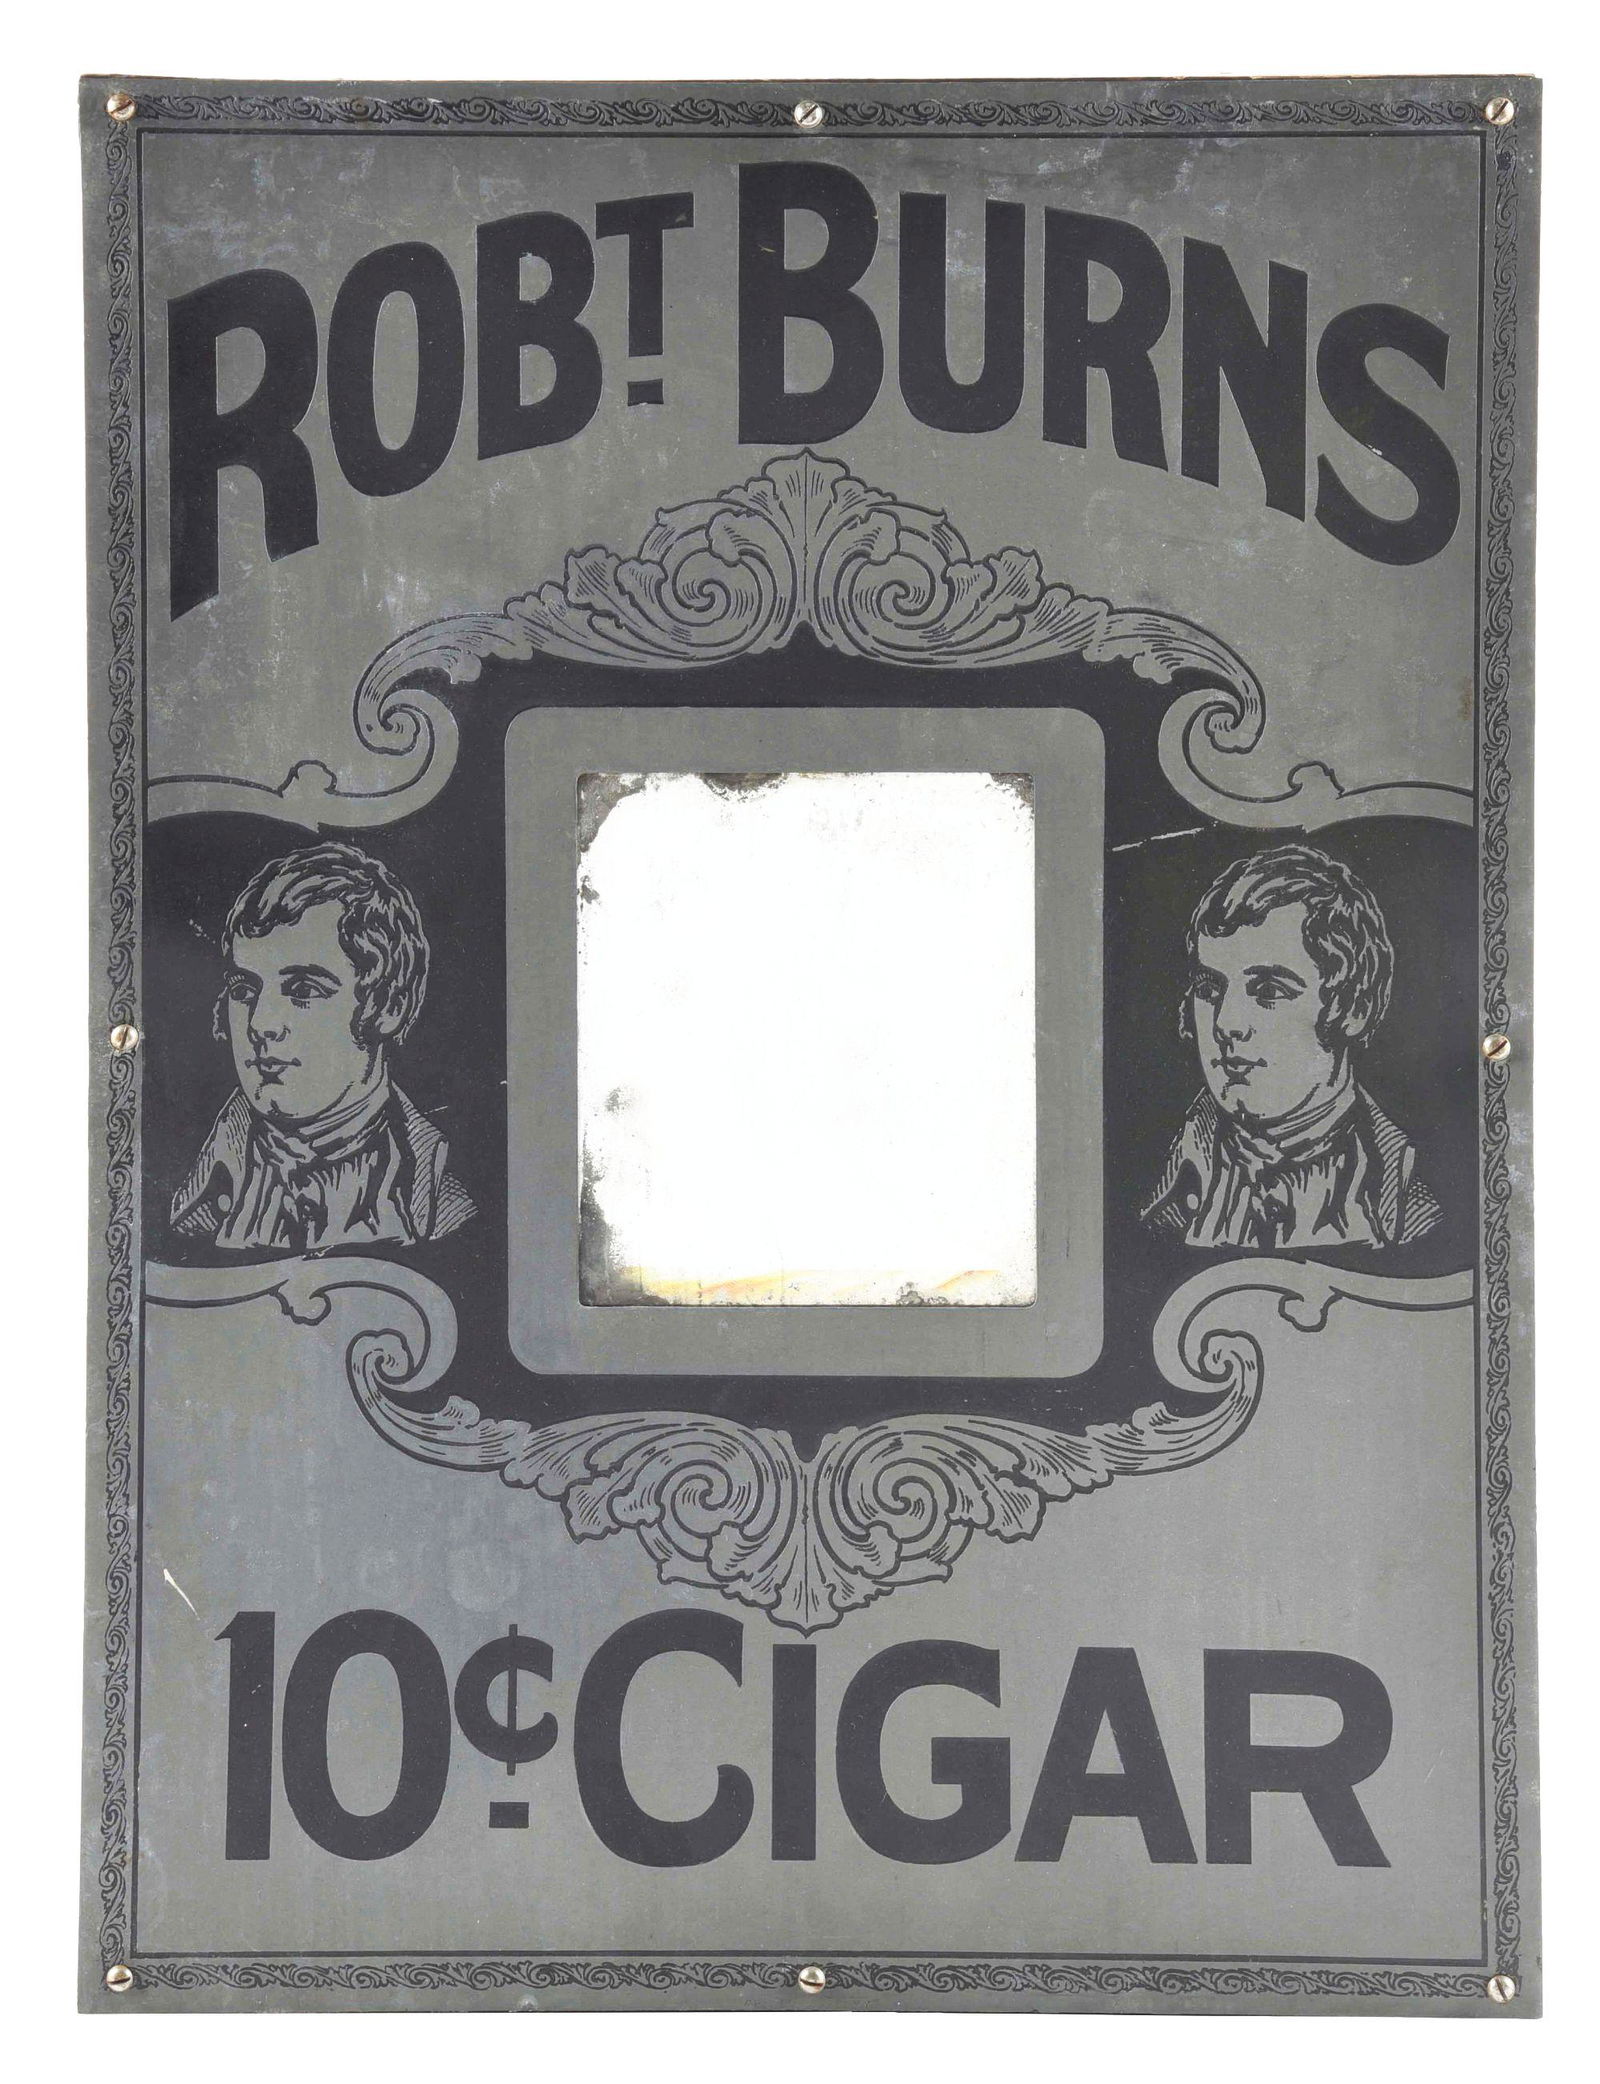 ROBT BURNS
10¢ CIGAR